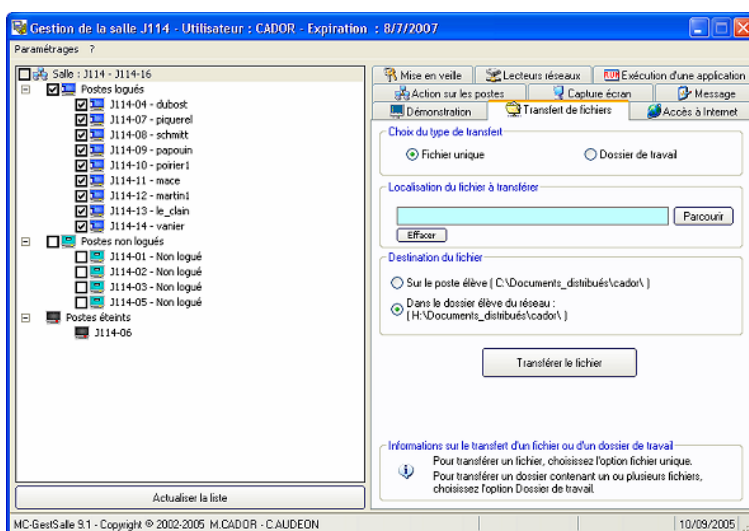 Gestion de la salle J114 - Utilisateur : CADOR - Expiration : 8/7/2007
Paramétrages ?
Salle : J114 - J114-16
Postes logués
J114-04 - dubost
J114-07 - piquerel
J114-08 - schmitt
J114-09 - papouin
J114-10 - poirier1
J114-11 - mace
J114-12 - martin1
J114-13 - le_clain
J114-14 - vanier
Postes non logués
J114-01 - Non logué
J114-02 - Non logué
J114-03 - Non logué
J114-05 - Non logué
Postes éteints
J114-06
Actualiser la liste
Mise en veille Lecteurs réseaux Exécution d'une application
Action sur les postes Capture écran Message
Démonstration Transfert de fichiers Accès à Internet
Choix du type de transfert
Fichier unique Dossier de travail
Localisation du fichier à transférer
Parcourir
Effacer
Destination du fichier
Sur le poste élève ( C:\Documents_distribués\cador\ )
Dans le dossier élève du réseau :
( H:\Documents_distribués\cador\ )
Transférer le fichier
Informations sur le transfert d'un fichier ou d'un dossier de travail
Pour transférer un fichier, choisissez l'option fichier unique.
Pour transférer un dossier contenant un ou plusieurs fichiers,
choisissez l'option Dossier de travail.
MC-GestSalle 9.1 - Copyright © 2002-2005 M.CADOR - C.AUDEON 10/09/2005